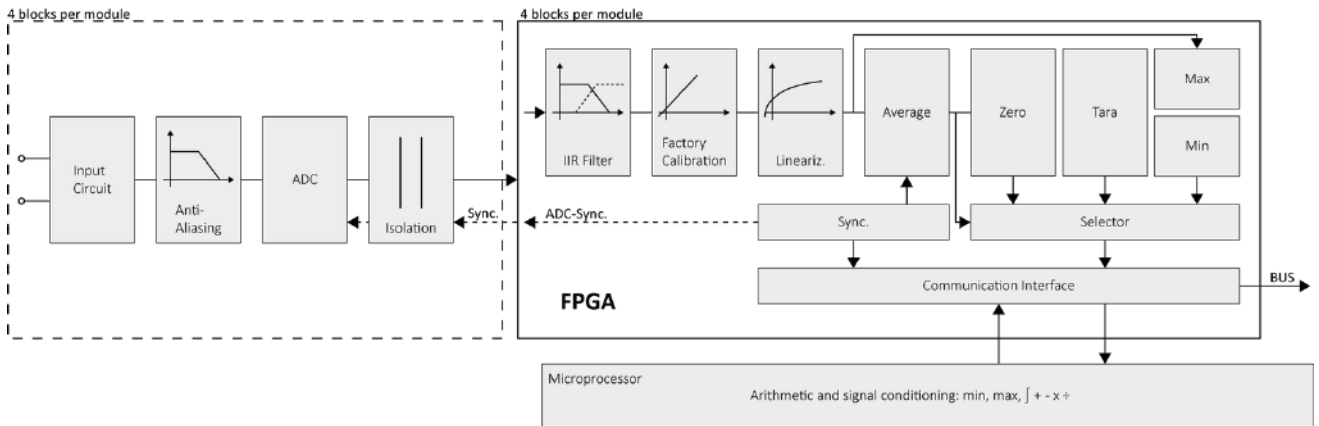 4 blocks per module
4 blocks per module
Input
Circuit
Anti-
Aliasing
ADC
Isolation
Sync.
ADC-Sync.
IIR Filter
Factory
Calibration
Lineariz.
Average
Zero
Tara
Max
Min
Sync.
Selector
Communication Interface
BUS
FPGA
Microprocessor
Arithmetic and signal conditioning: min, max, ∫ + - x ÷